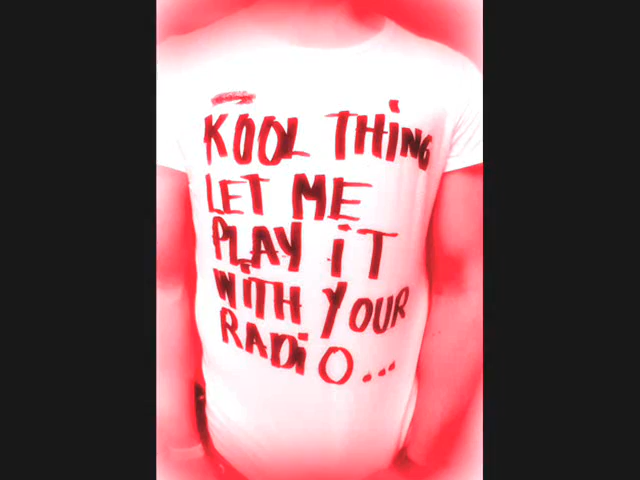 KOOL THiNG
LET ME
PLAY iT
WiTH YOUR
RADiO...